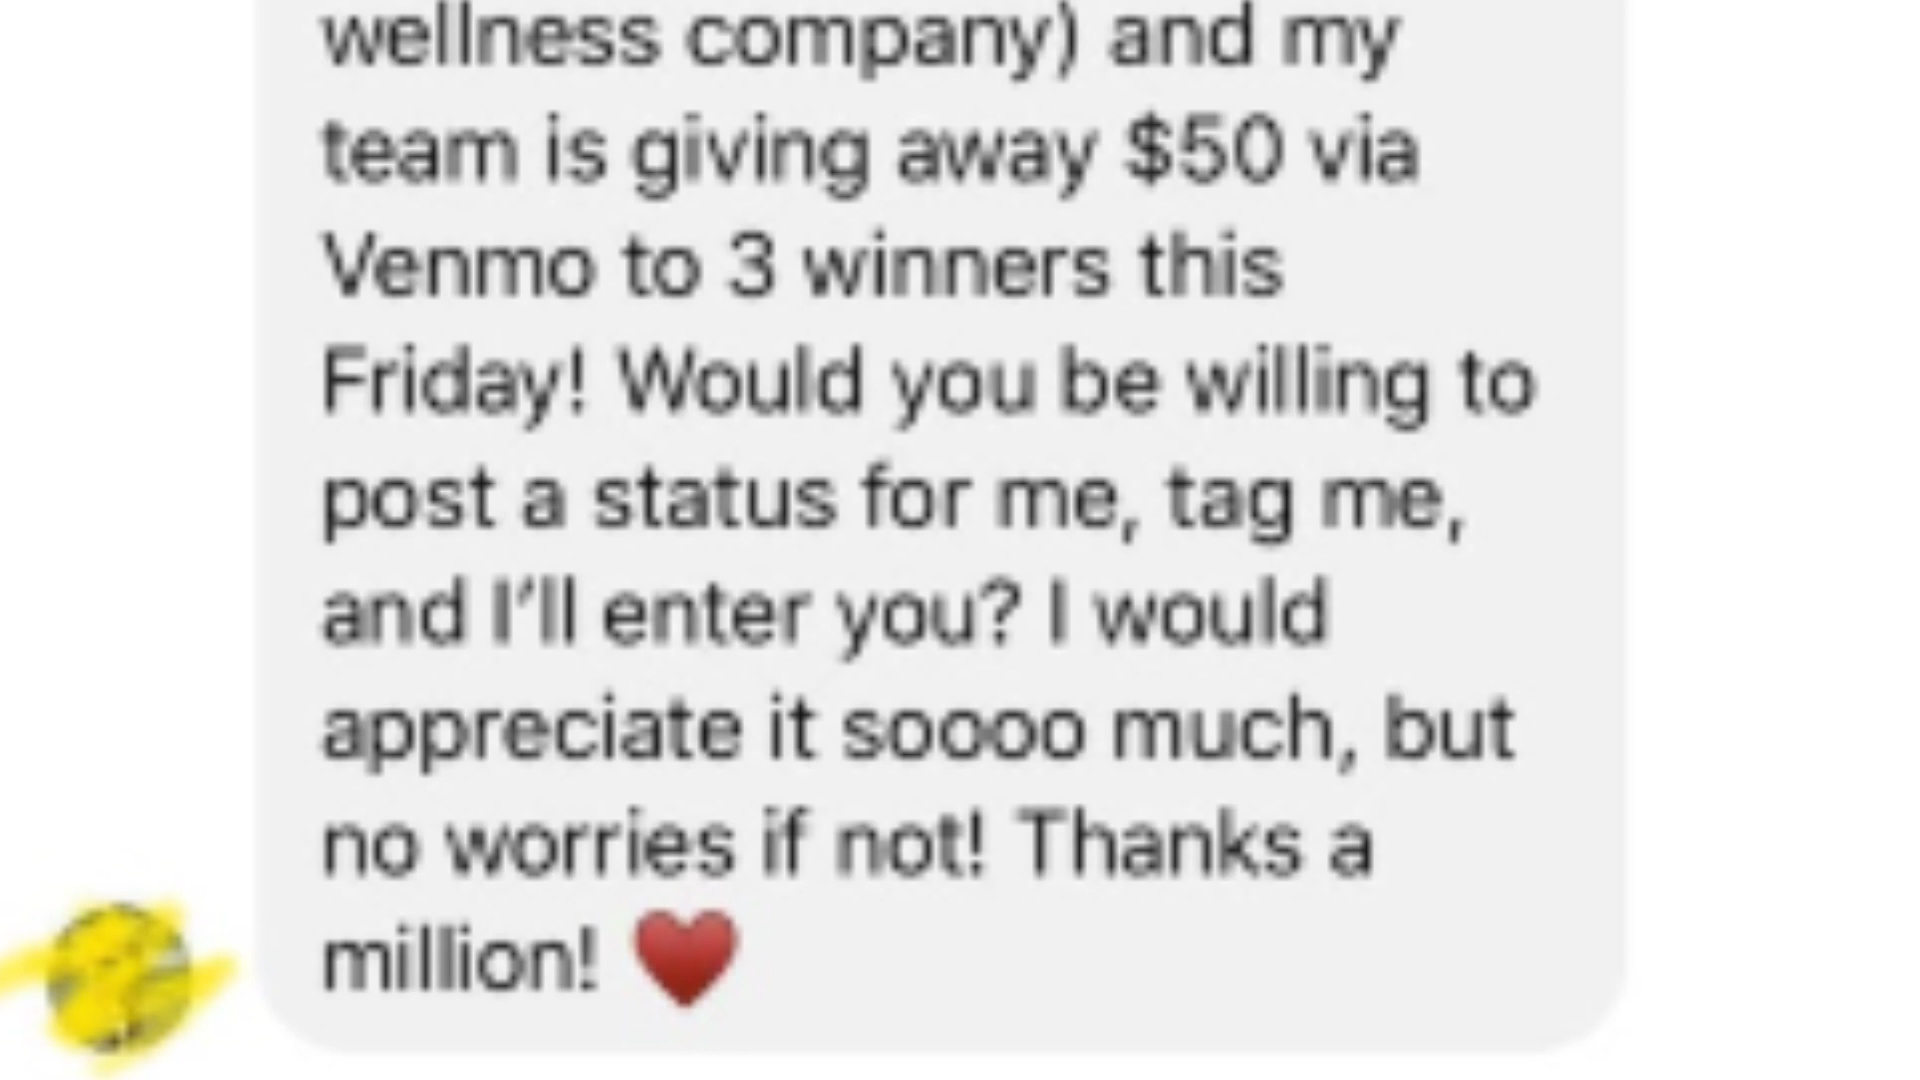 wellness company) and my
team is giving away $50 via
Venmo to 3 winners this
Friday! Would you be willing to
post a status for me, tag me,
and I’ll enter you? I would
appreciate it soooo much, but
no worries if not! Thanks a
million! ♥️